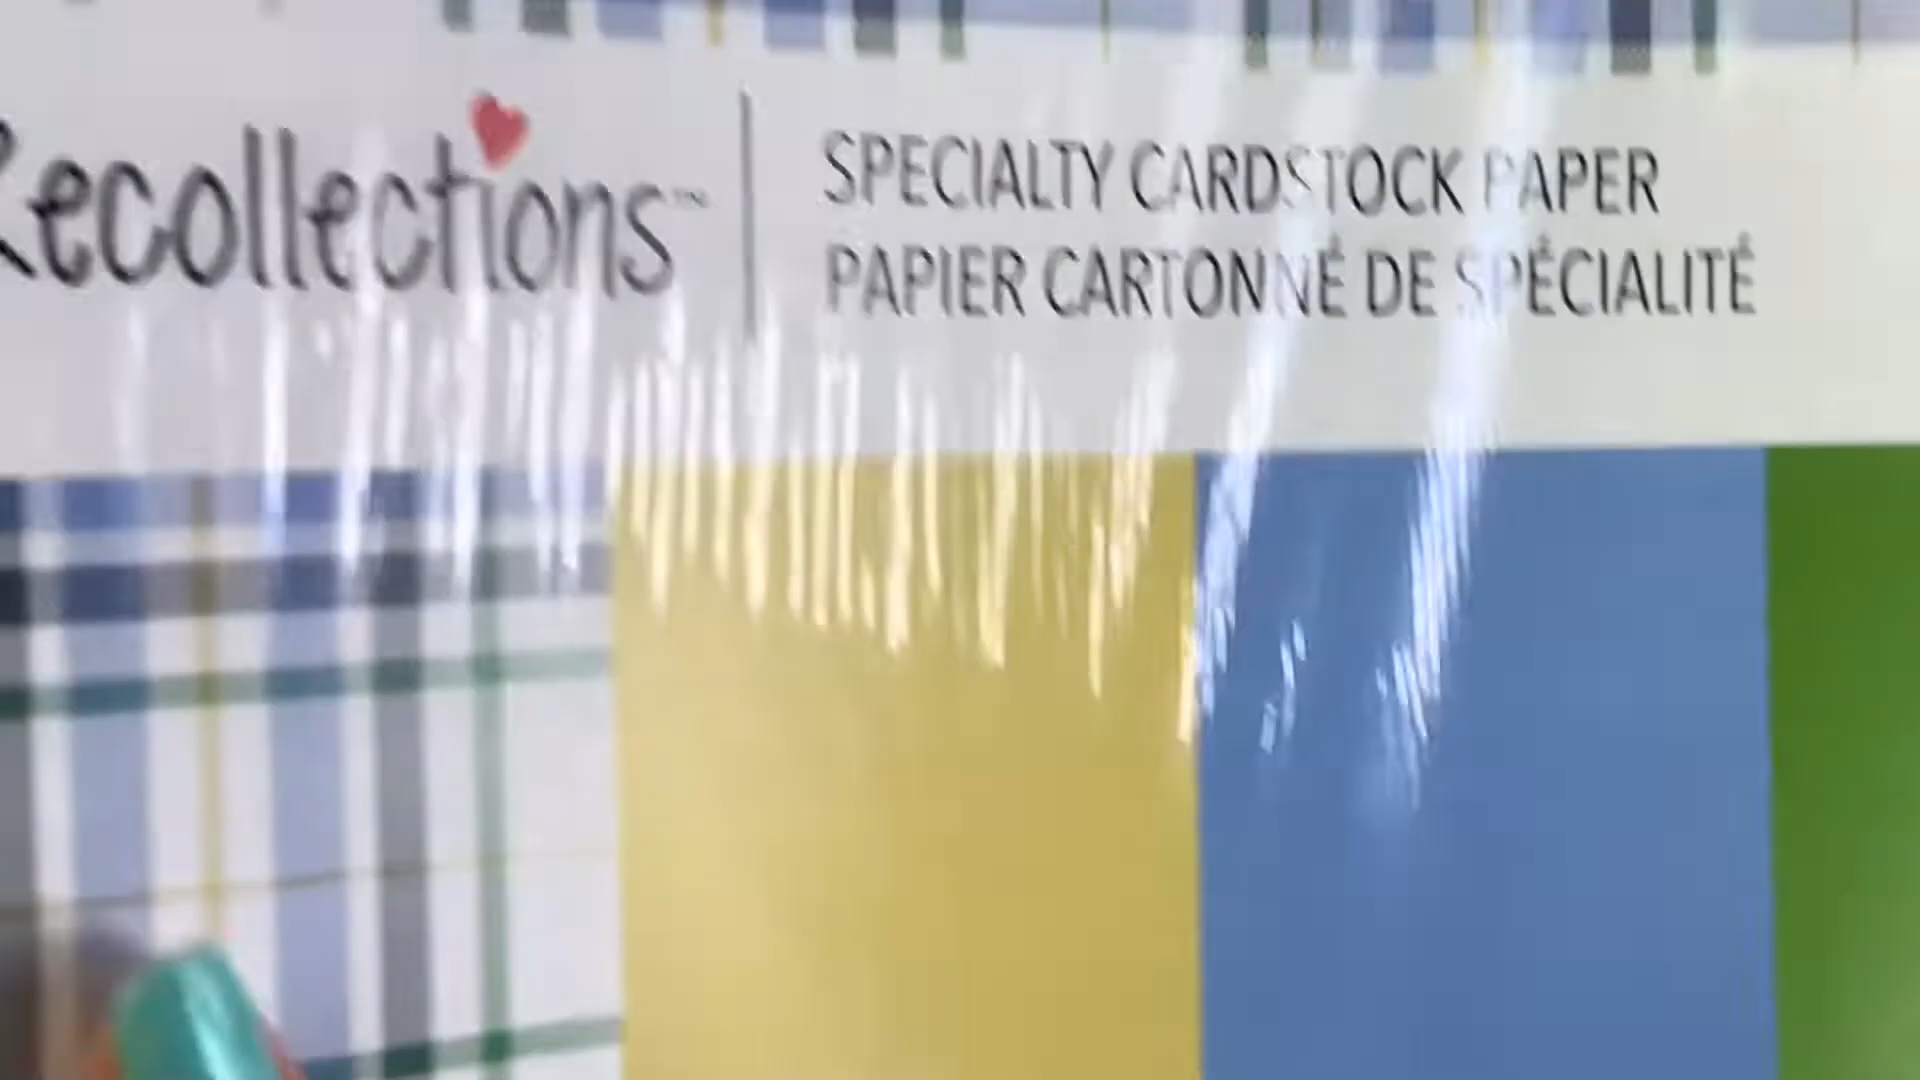 Recollections™
SPECIALTY CARDSTOCK PAPER
PAPIER CARTONNÉ DE SPÉCIALITÉ